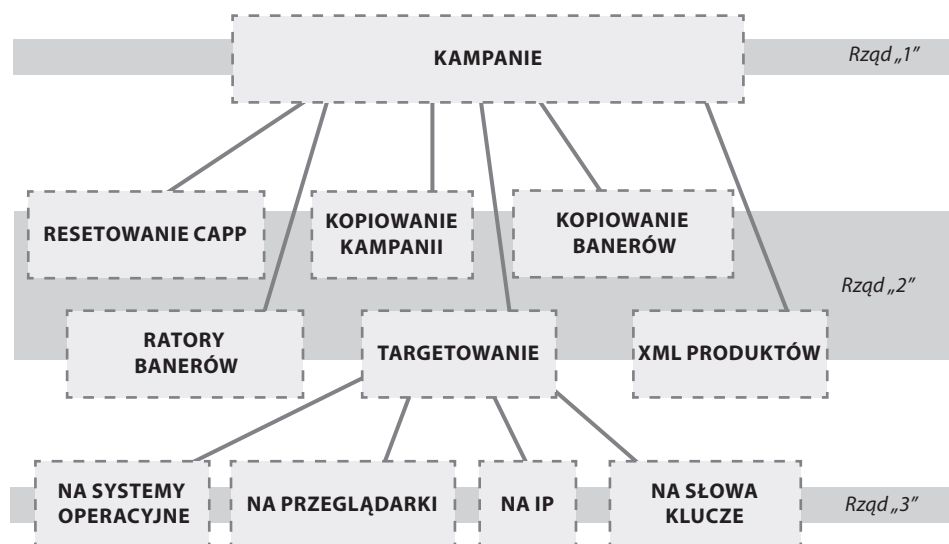 KAMPANIE
Rząd „1”
RESETOWANIE CAPP
KOPIOWANIE
KAMPANII
KOPIOWANIE
BANERÓW
Rząd „2”
RATORY
BANERÓW
TARGETOWANIE
XML PRODUKTÓW
NA SYSTEMY
OPERACYJNE
NA PRZEGLĄDARKI
NA IP
NA SŁOWA
KLUCZE
Rząd „3”